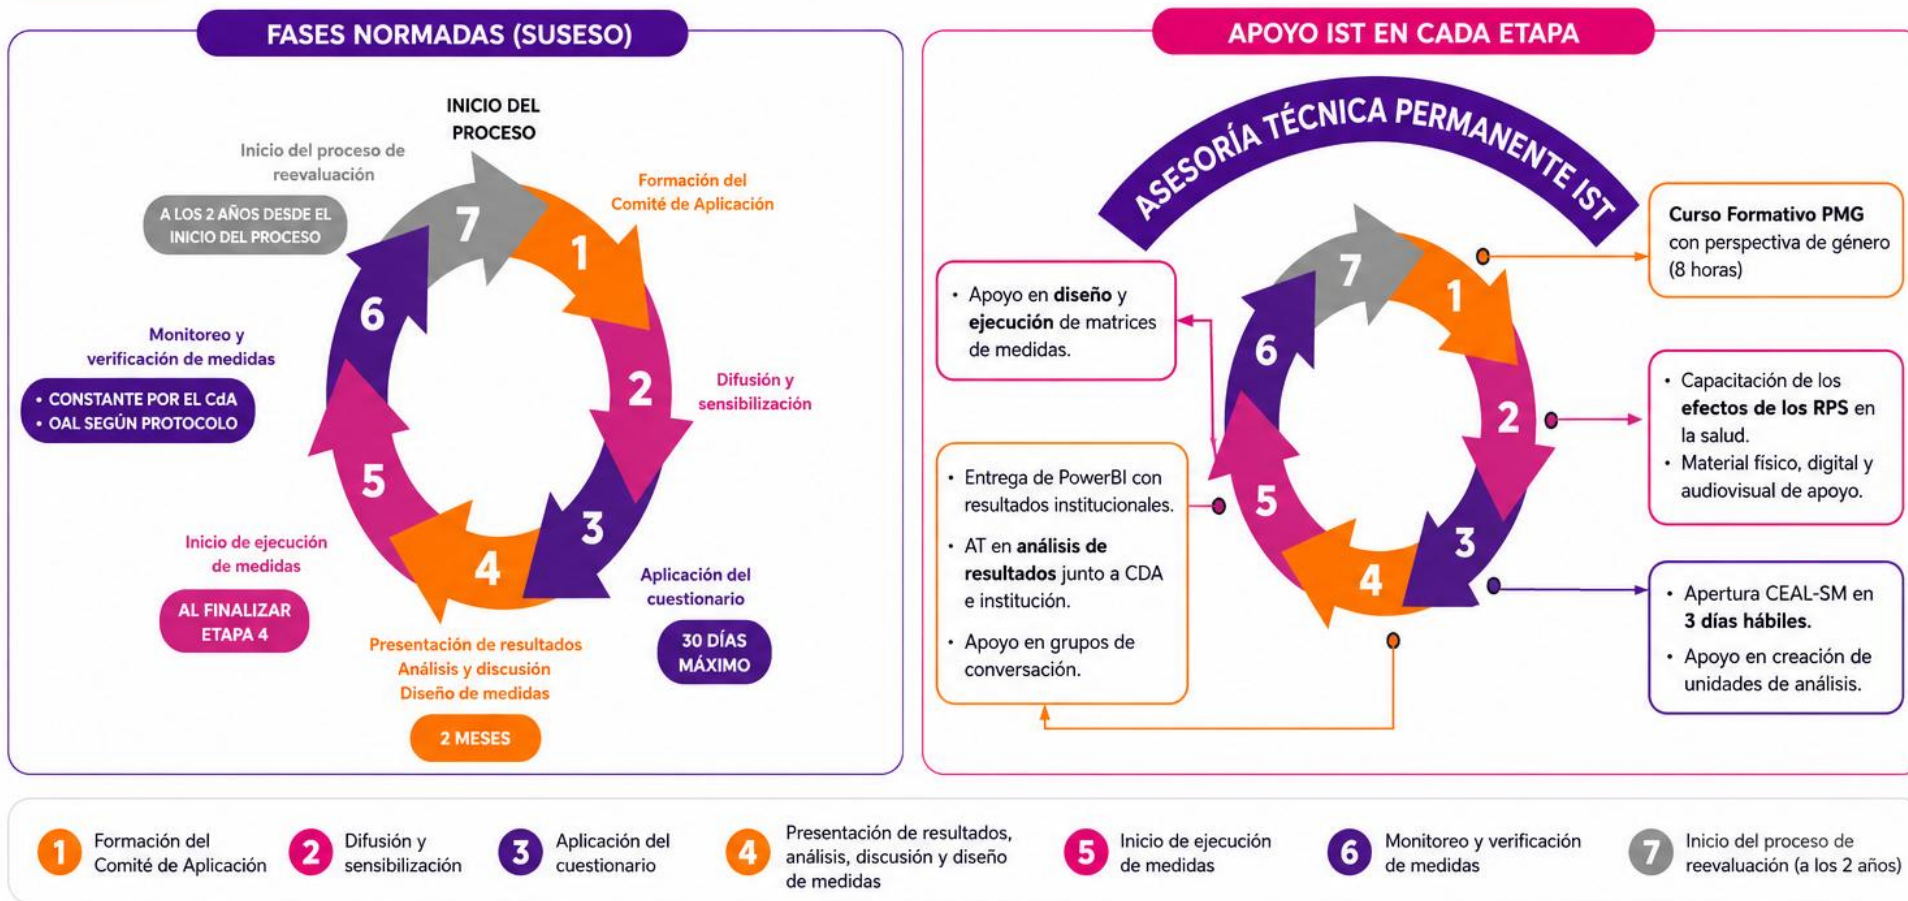 FASES NORMADAS (SUSESO)
INICIO DEL
PROCESO
Inicio del proceso de
reevaluación
A LOS 2 AÑOS DESDE EL
INICIO DEL PROCESO
7
Formación del
Comité de Aplicación
1
6
Monitoreo y
verificación de medidas
• CONSTANTE POR EL CdA
• OAL SEGÚN PROTOCOLO
2
Difusión y
sensibilización
5
3
4
Inicio de ejecución
de medidas
AL FINALIZAR
ETAPA 4
Aplicación del
cuestionario
30 DÍAS
MÁXIMO
Presentación de resultados
Análisis y discusión
Diseño de medidas
2 MESES
APOYO IST EN CADA ETAPA
ASESORÍA TÉCNICA PERMANENTE IST
Curso Formativo PMG
con perspectiva de género
(8 horas)
7
1
• Apoyo en diseño y
ejecución de matrices
de medidas.
6
2
• Capacitación de los
efectos de los RPS en
la salud.
• Material físico, digital y
audiovisual de apoyo.
• Entrega de PowerBI con
resultados institucionales.
• AT en análisis de
resultados junto a CDA
e institución.
• Apoyo en grupos de
conversación.
5
3
4
• Apertura CEAL-SM en
3 días hábiles.
• Apoyo en creación de
unidades de análisis.
1 Formación del
Comité de Aplicación
2 Difusión y
sensibilización
3 Aplicación del
cuestionario
4 Presentación de resultados,
análisis, discusión y diseño
de medidas
5 Inicio de ejecución
de medidas
6 Monitoreo y verificación
de medidas
7 Inicio del proceso de
reevaluación (a los 2 años)